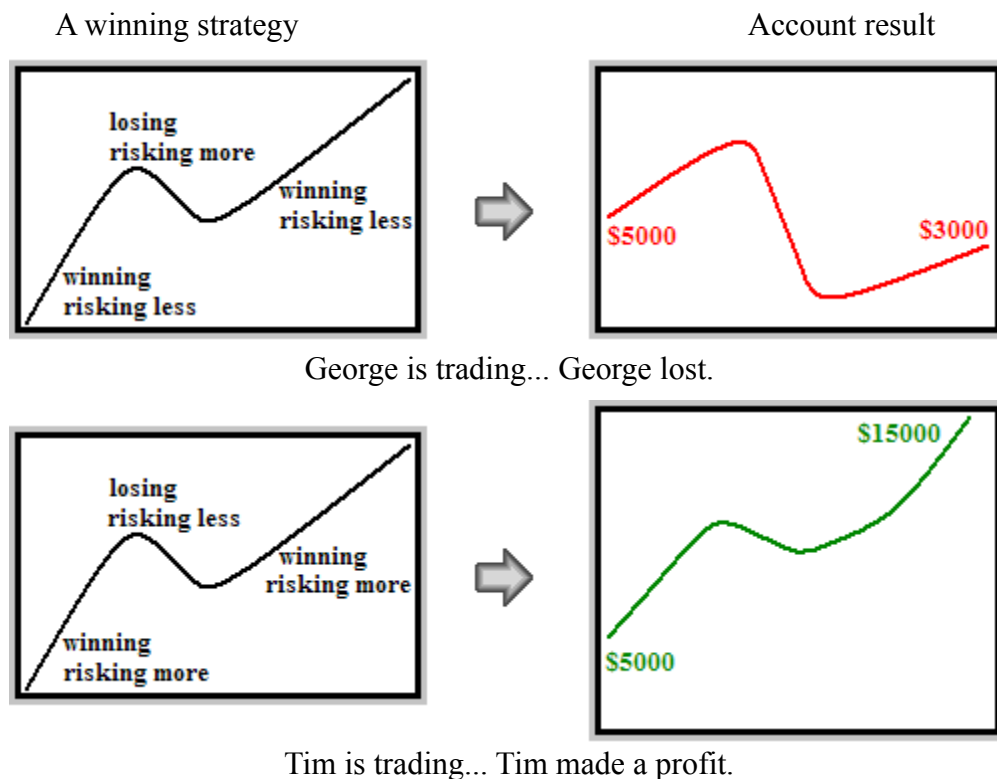 A winning strategy
Account result
losing
risking more
winning
risking less
winning
risking less
$5000
$3000
George is trading... George lost.
losing
risking less
winning
risking more
winning
risking more
$15000
$5000
Tim is trading... Tim made a profit.